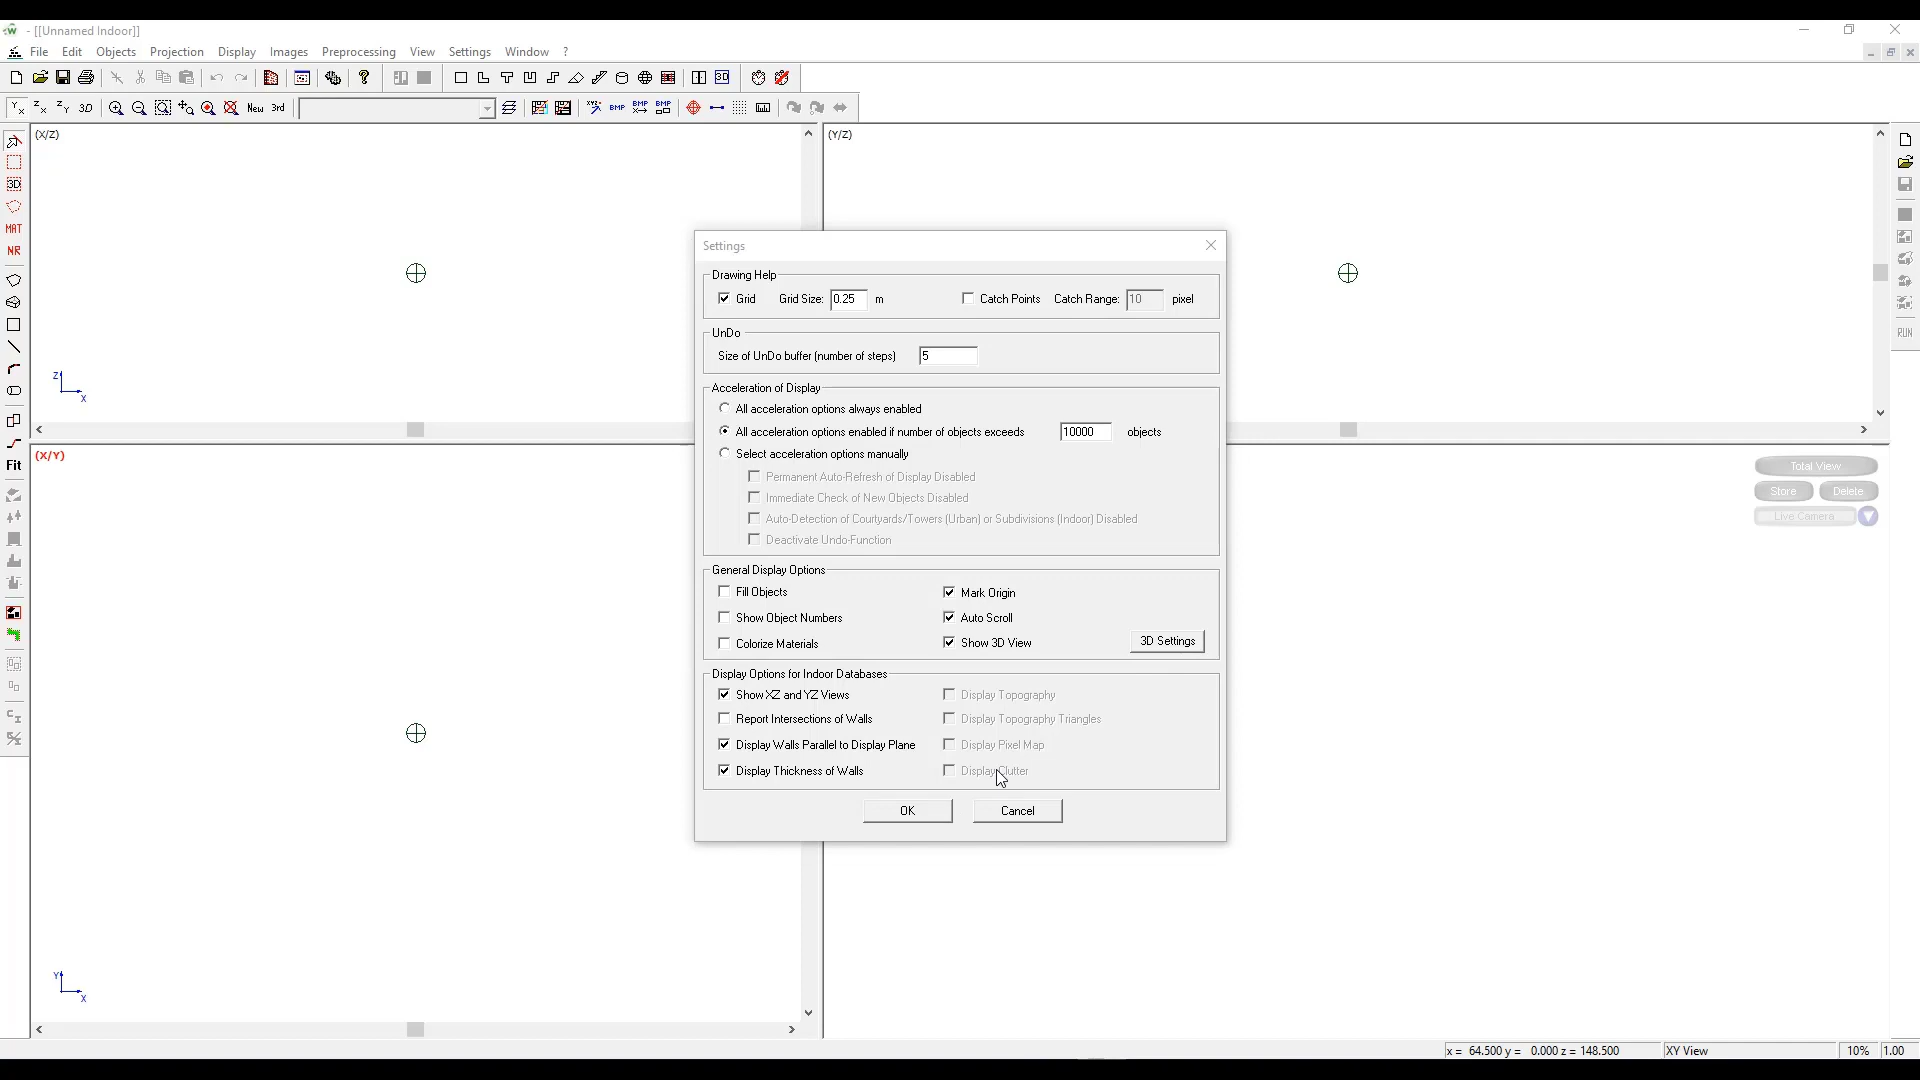 - [[Unnamed Indoor]]
File Edit Objects Projection Display Images Preprocessing View Settings Window ?
3D
3D New 3rd BMP BMP BMP
(X/Z)
(Y/Z)
3D
MAT
NR
Fit
RUN
Z
X
(X/Y)
Y
X
Settings
Drawing Help
Grid Grid Size: 0.25 m Catch Points Catch Range: 10 pixel
UnDo
Size of UnDo buffer (number of steps) 5
Acceleration of Display
All acceleration options always enabled
All acceleration options enabled if number of objects exceeds 10000 objects
Select acceleration options manually
Permanent Auto-Refresh of Display Disabled
Immediate Check of New Objects Disabled
Auto-Detection of Courtyards/Towers (Urban) or Subdivisions (Indoor) Disabled
Deactivate Undo-Function
General Display Options
Fill Objects Mark Origin
Show Object Numbers Auto Scroll
Colorize Materials Show 3D View 3D Settings
Display Options for Indoor Databases
Show XZ and YZ Views Display Topography
Report Intersections of Walls Display Topography Triangles
Display Walls Parallel to Display Plane Display Pixel Map
Display Thickness of Walls Display Clutter
OK Cancel
Total View
Store Delete
Live Camera
x = 64.500 y = 0.000 z = 148.500 XY View 10% 1.00